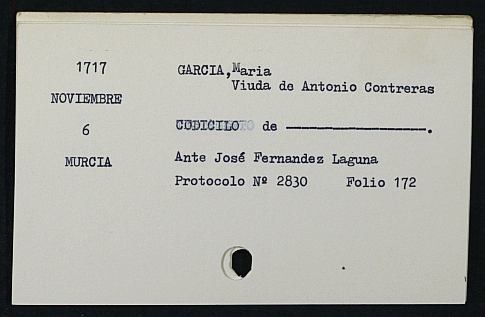 1717
NOVIEMBRE
6
MURCIA
GARCIA, Maria
Viuda de Antonio Contreras
CODICILO de ——————————.
Ante José Fernandez Laguna
Protocolo Nº 2830 Folio 172